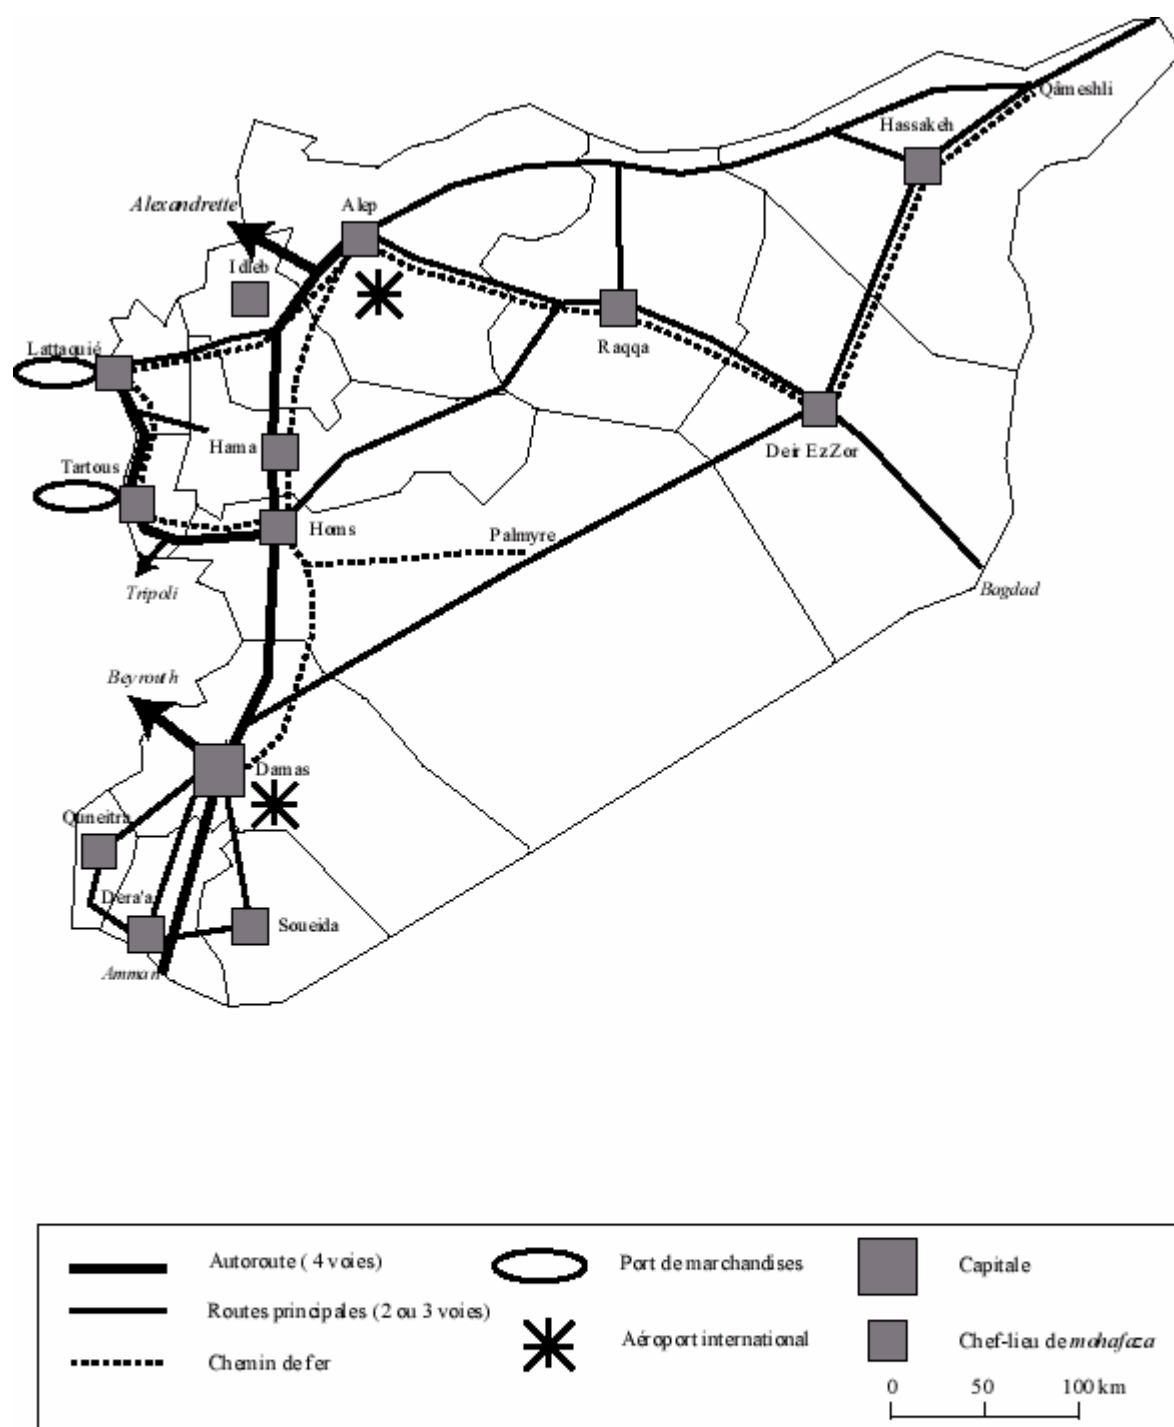 Qâmeshli
Hassakeh
Alexandrette
Alep
Idleb
Raqqa
Lattaquié
Hama
Deir EzZor
Tartous
Homs
Palmyre
Tripoli
Bagdad
Beyrouth
Damas
Quneitra
Dera'a
Soueida
Amman
Autoroute ( 4 voies)
Port de marchandises
Capitale
Routes principales (2 ou 3 voies)
Aéroport international
Chef-lieu de mohafaza
Chemin de fer
0 50 100 km